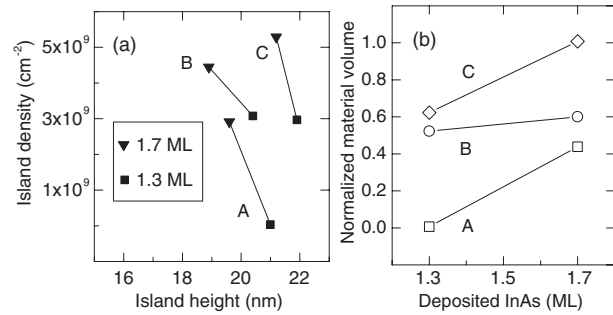 (a)
Island density (cm⁻²)
5x10⁹
3x10⁹
1x10⁹
B
C
A
1.7 ML
1.3 ML
16 18 20 22
Island height (nm)
(b)
Normalized material volume
1.0
0.8
0.6
0.4
0.2
0.0
C
B
A
1.3 1.5 1.7
Deposited InAs (ML)